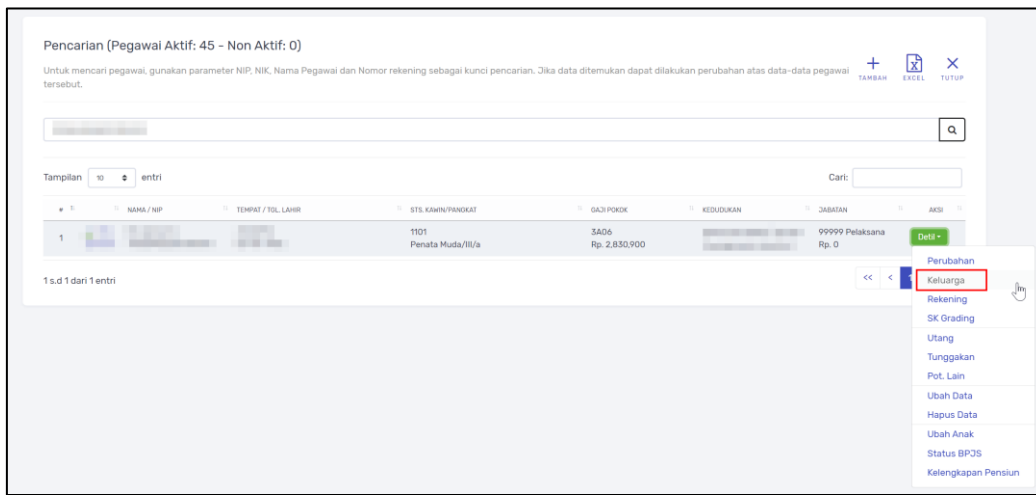 Pencarian (Pegawai Aktif: 45 - Non Aktif: 0)
Untuk mencari pegawai, gunakan parameter NIP, NIK, Nama Pegawai dan Nomor rekening sebagai kunci pencarian. Jika data ditemukan dapat dilakukan perubahan atas data-data pegawai
tersebut.
TAMBAH EXCEL TUTUP
Tampilan 10 entri Cari:
# NAMA / NIP TEMPAT / TGL. LAHIR STS. KAWIN/PANGKAT GAJI POKOK KEDUDUKAN JABATAN AKSI
1 1101 3A06 99999 Pelaksana Detil
Penata Muda/III/a Rp. 2,830,900 Rp. 0
1 s.d 1 dari 1 entri << < 1
Perubahan
Keluarga
Rekening
SK Grading
Utang
Tunggakan
Pot. Lain
Ubah Data
Hapus Data
Ubah Anak
Status BPJS
Kelengkapan Pensiun